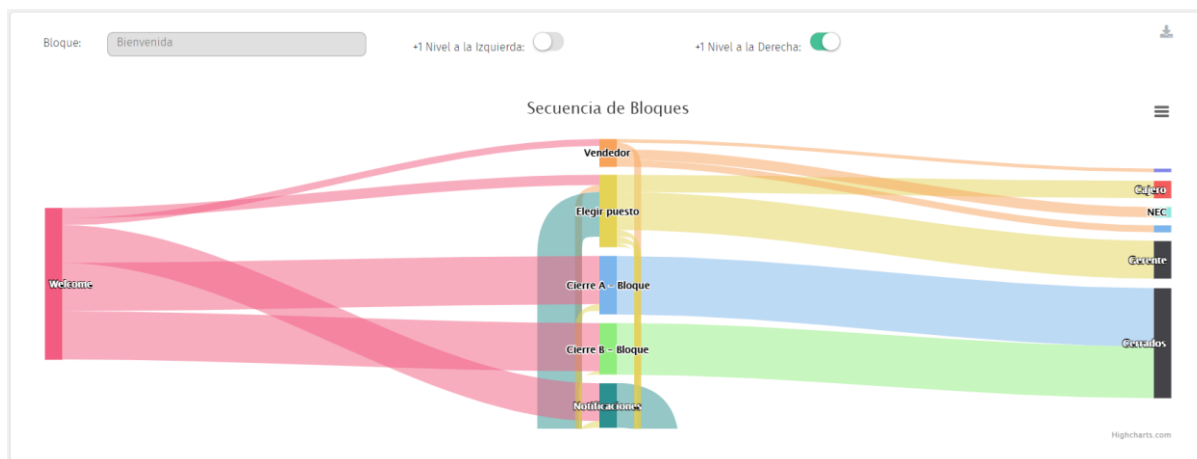 Bloque:
Bienvenida
+1 Nivel a la Izquierda:
+1 Nivel a la Derecha:
Secuencia de Bloques
Vendedor
Cajero
Elegir puesto
NEC
Gerente
Welcome
Cierre A - Bloque
Cierre B - Bloque
Cerrados
Notificaciones
Highcharts.com